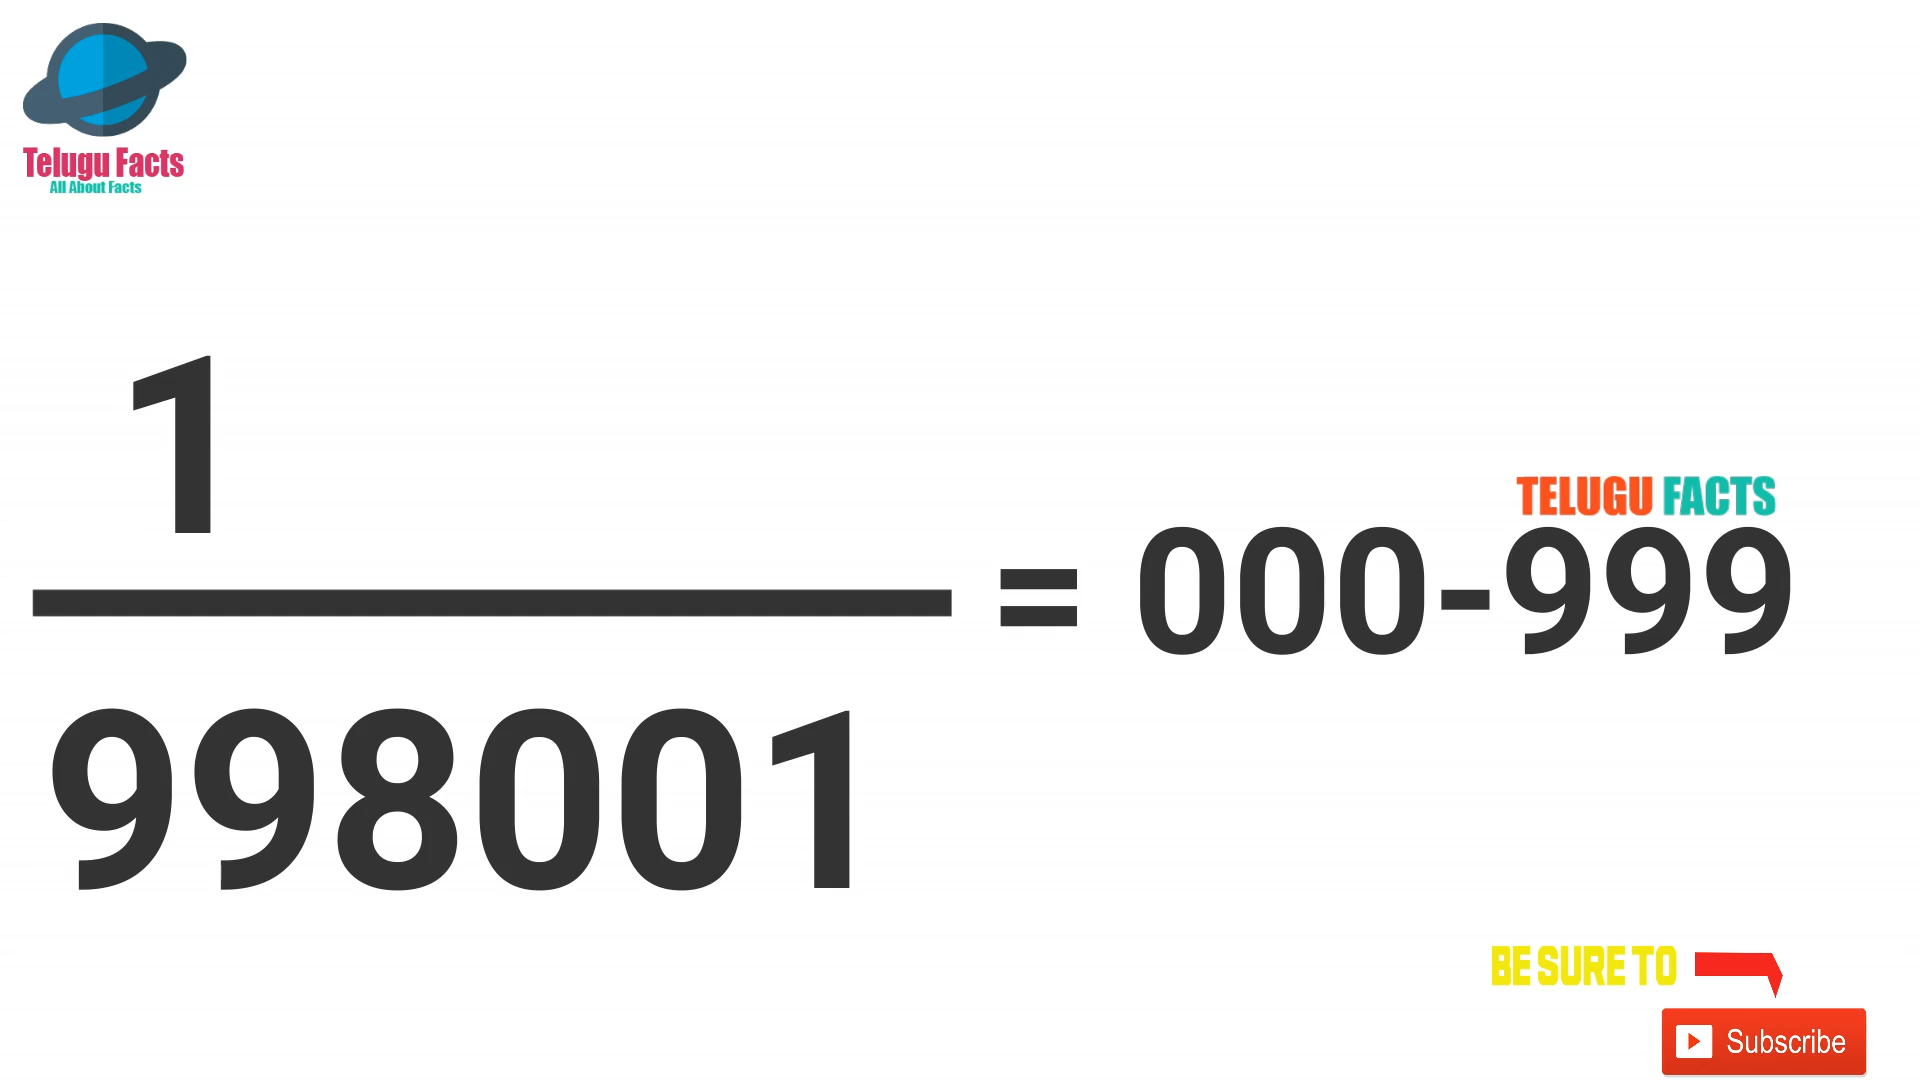 Telugu Facts
All About Facts
1
998001
TELUGU FACTS
= 000-999
BE SURE TO
Subscribe